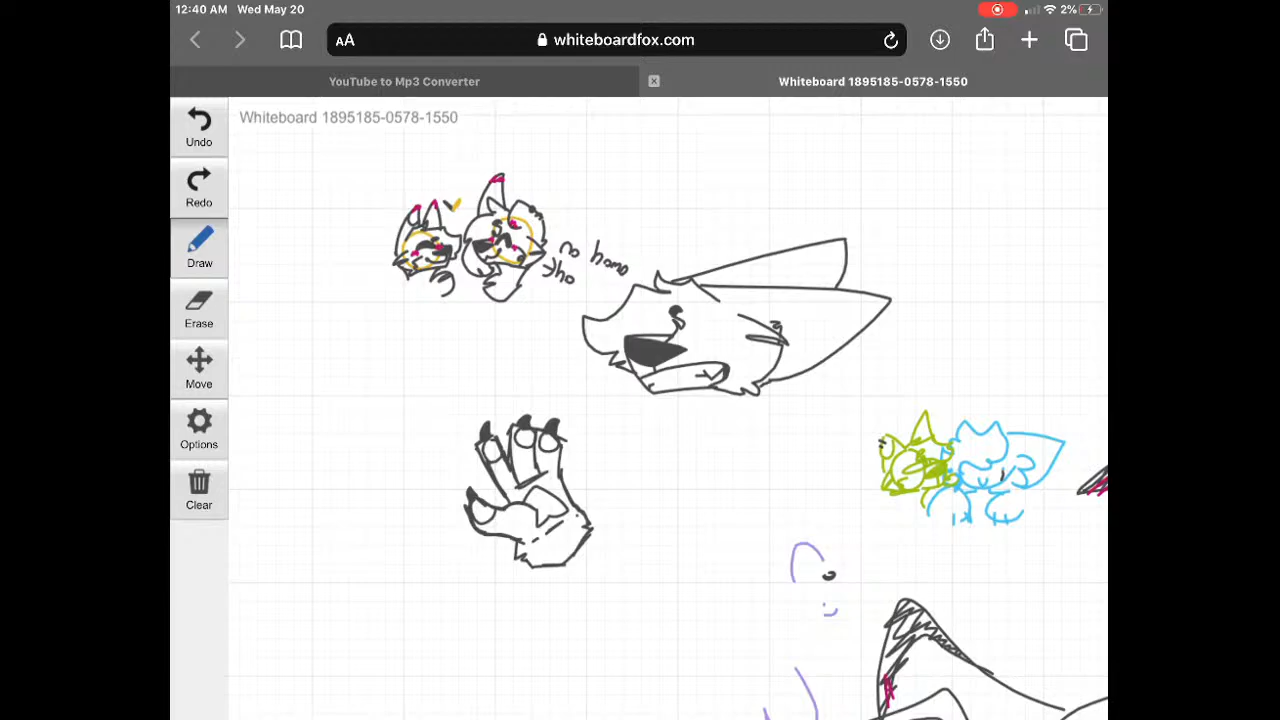 12:40 AM Wed May 20
2%
AA
whiteboardfox.com
YouTube to Mp3 Converter
Whiteboard 1895185-0578-1550
Undo
Whiteboard 1895185-0578-1550
Redo
Draw
no homo
tho
Erase
Move
Options
Clear